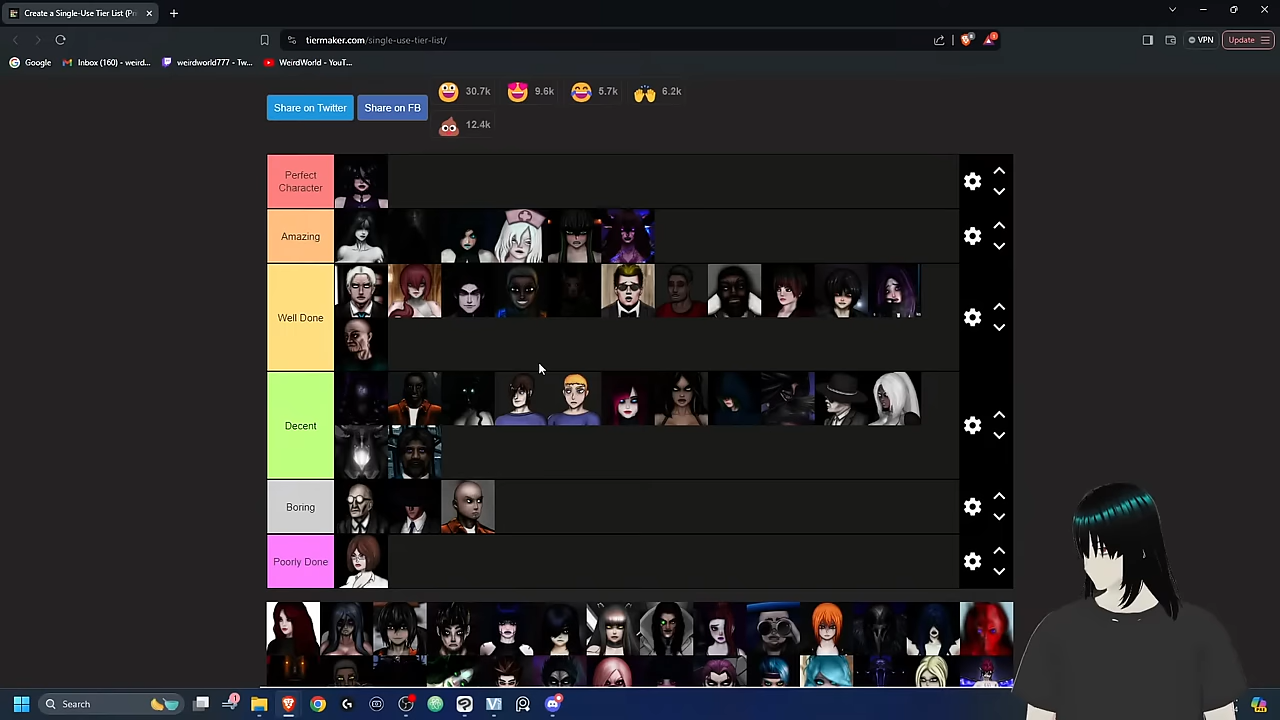 Create a Single-Use Tier List (Pr
tiermaker.com/single-use-tier-list/
VPN
Update
Google
Inbox (160) - weird...
weirdworld777 - Tw...
WeirdWorld - YouT...
Share on Twitter
Share on FB
30.7k
9.6k
5.7k
6.2k
12.4k
Perfect
Character
Amazing
Well Done
Decent
Boring
Poorly Done
Search